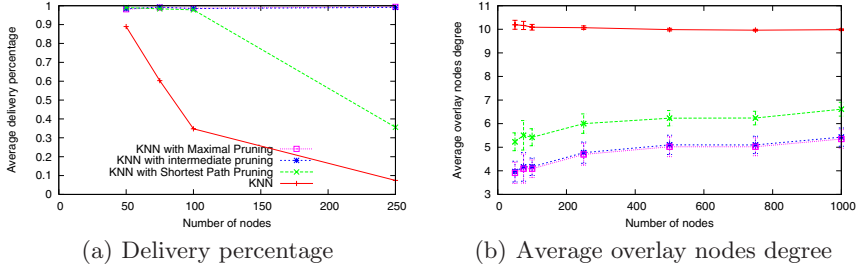 Average delivery percentage
1
0.9
0.8
0.7
0.6
0.5
0.4
0.3
0.2
0.1
0
KNN with Maximal Pruning
KNN with intermediate pruning
KNN with Shortest Path Pruning
KNN
0 50 100 150 200 250
Number of nodes
(a) Delivery percentage
Average overlay nodes degree
11
10
9
8
7
6
5
4
3
0 200 400 600 800 1000
Number of nodes
(b) Average overlay nodes degree